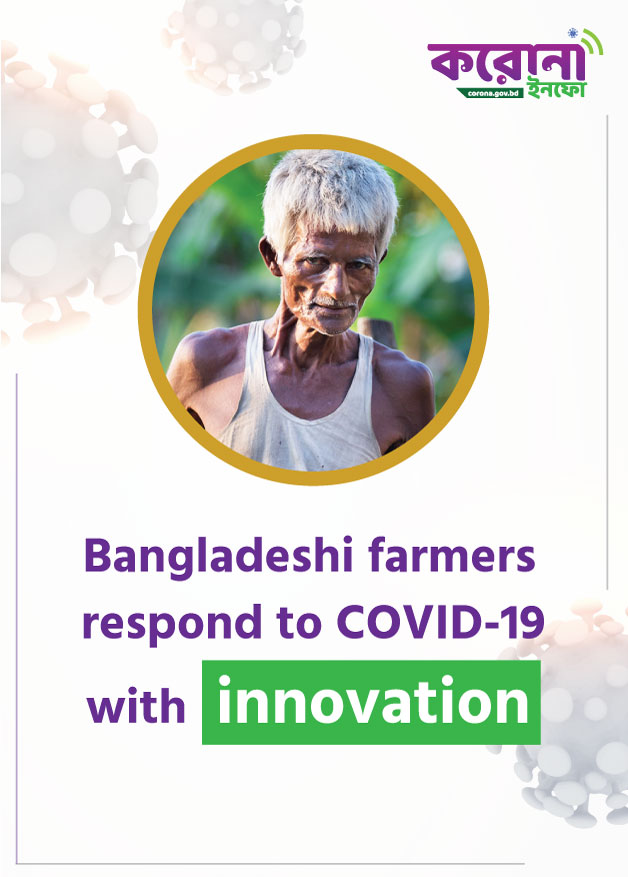 করোনা
corona.gov.bd ইনফো
Bangladeshi farmers
respond to COVID-19
with innovation